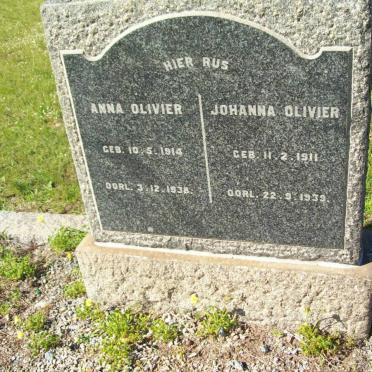 HIER RUS
ANNA OLIVIER
GEB. 10.5.1914
OORL. 3.12.1938.
JOHANNA OLIVIER
GEB. 11.2.1911
OORL. 22.9.1939.